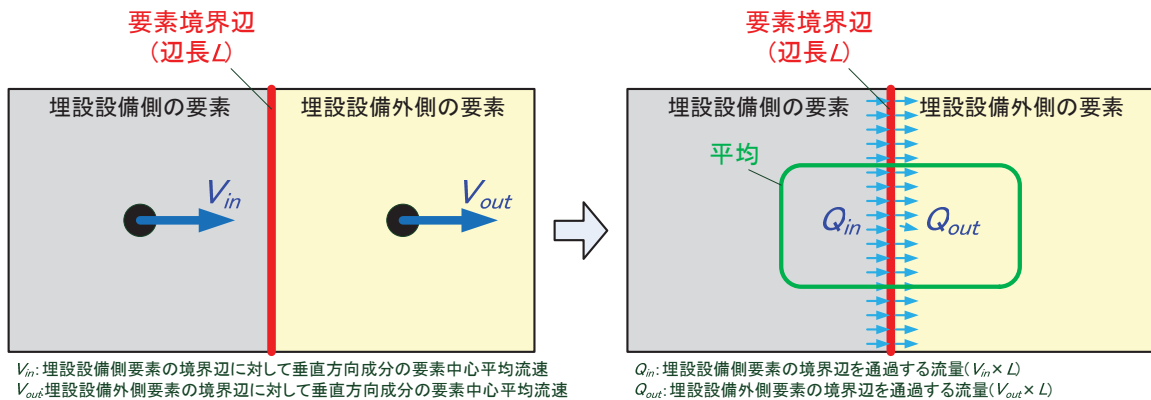 要素境界辺
(辺長L)
埋設設備側の要素
埋設設備外側の要素
Vin
Vout
Vin:埋設設備側要素の境界辺に対して垂直方向成分の要素中心平均流速
Vout:埋設設備外側要素の境界辺に対して垂直方向成分の要素中心平均流速
要素境界辺
(辺長L)
埋設設備側の要素
埋設設備外側の要素
平均
Qin
Qout
Qin:埋設設備側要素の境界辺を通過する流量(Vin×L)
Qout:埋設設備外側要素の境界辺を通過する流量(Vout×L)